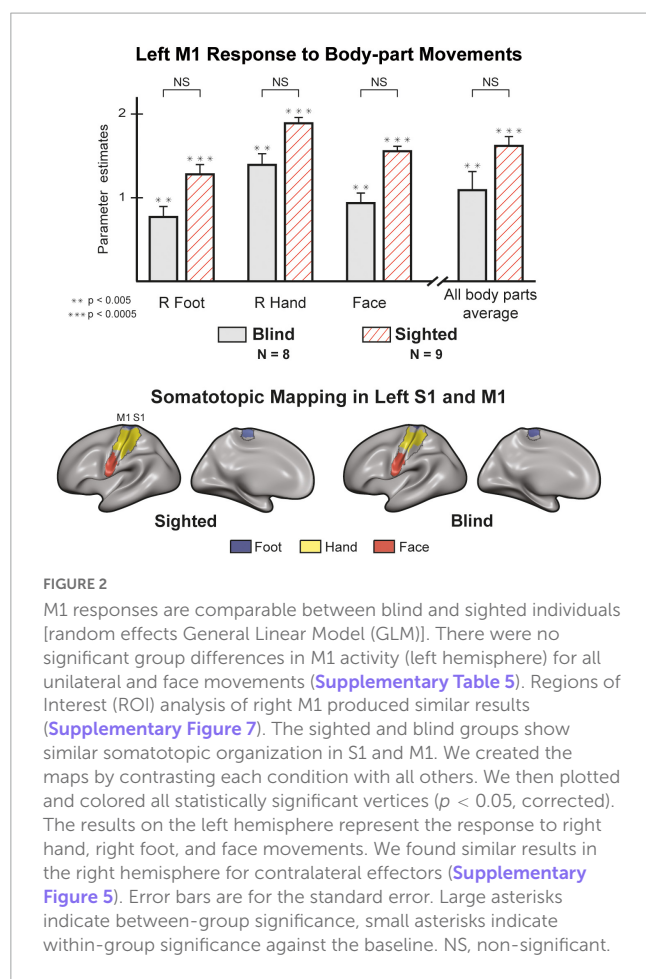 Left M1 Response to Body-part Movements
NS NS NS NS
2
1
Parameter estimates
** *** ** *** ** *** ** ***
** p < 0.005
*** p < 0.0005
R Foot R Hand Face All body parts
average
Blind Sighted
N = 8 N = 9
Somatotopic Mapping in Left S1 and M1
M1 S1
Sighted Blind
Foot Hand Face
FIGURE 2
M1 responses are comparable between blind and sighted individuals
[random effects General Linear Model (GLM)]. There were no
significant group differences in M1 activity (left hemisphere) for all
unilateral and face movements (Supplementary Table 5). Regions of
Interest (ROI) analysis of right M1 produced similar results
(Supplementary Figure 7). The sighted and blind groups show
similar somatotopic organization in S1 and M1. We created the
maps by contrasting each condition with all others. We then plotted
and colored all statistically significant vertices (p < 0.05, corrected).
The results on the left hemisphere represent the response to right
hand, right foot, and face movements. We found similar results in
the right hemisphere for contralateral effectors (Supplementary
Figure 5). Error bars are for the standard error. Large asterisks
indicate between-group significance, small asterisks indicate
within-group significance against the baseline. NS, non-significant.